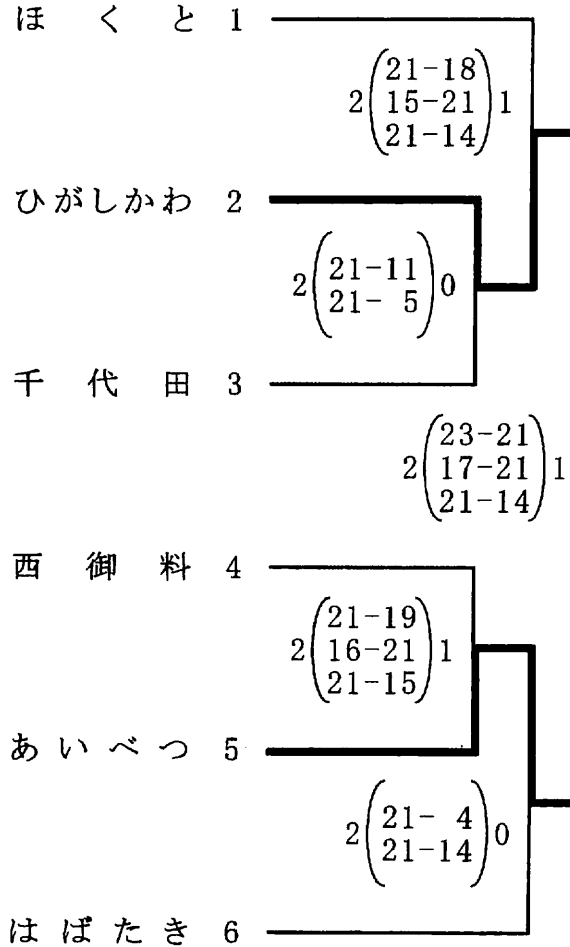 ほくと 1
2(21-18 15-21 21-14)1
ひがしかわ 2
2(21-11 21- 5)0
千代田 3
2(23-21 17-21 21-14)1
西御料 4
2(21-19 16-21 21-15)1
あいべつ 5
2(21- 4 21-14)0
はばたき 6